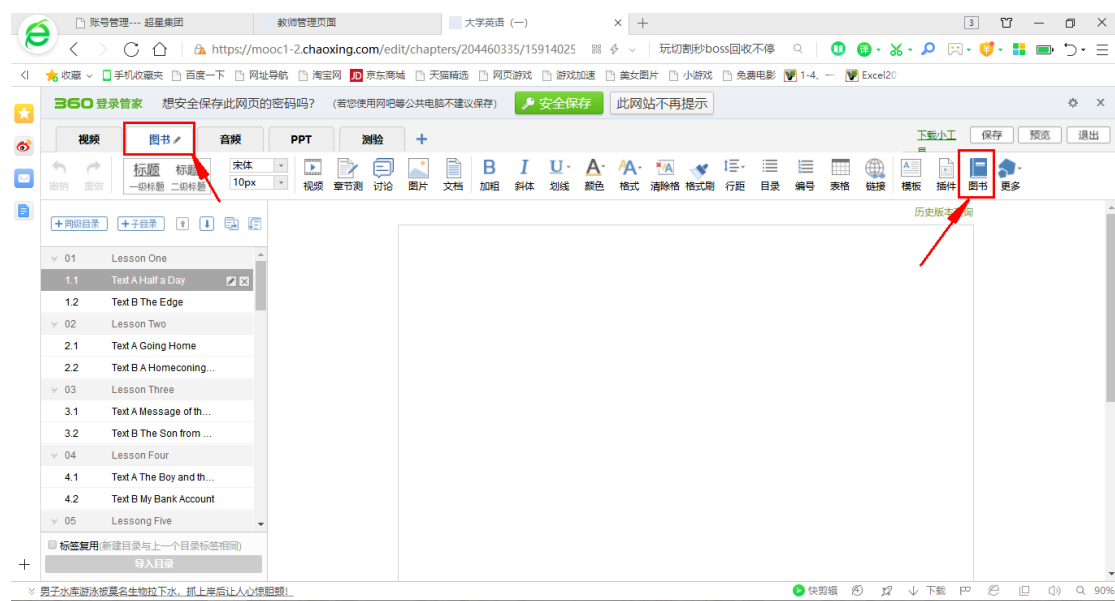 账号管理--- 超星集团 教师管理页面 大学英语（一） × + 3
https://mooc1-2.chaoxing.com/edit/chapters/204460335/15914025 玩切割秒boss回收不停
收藏 手机收藏夹 百度一下 网址导航 淘宝网 JD 京东商城 天猫精选 网页游戏 游戏加速 美女图片 小游戏 免费电影 1-4、— Excel20
360 登录管家 想安全保存此网页的密码吗？ (若您使用网吧等公共电脑不建议保存) 安全保存 此网站不再提示
视频 图书 音频 PPT 测验 + 下载小工具 保存 预览 退出
标题 标题 宋体
撤销 重做 一级标题 二级标题 10px 视频 章节测 讨论 图片 文档 加粗 斜体 划线 颜色 格式 清除格 格式刷 行距 目录 编号 表格 链接 模板 插件 图书 更多
+同级目录 +子目录 历史版本查询
01 Lesson One
1.1 Text A Half a Day
1.2 Text B The Edge
02 Lesson Two
2.1 Text A Going Home
2.2 Text B A Homeconing...
03 Lesson Three
3.1 Text A Message of th...
3.2 Text B The Son from ...
04 Lesson Four
4.1 Text A The Boy and th...
4.2 Text B My Bank Account
05 Lessong Five
标签复用(新建目录与上一个目录标签相同)
导入目录
男子水库游泳被莫名生物拉下水，抓上岸后让人心惊胆颤！ 快剪辑 下载 90%